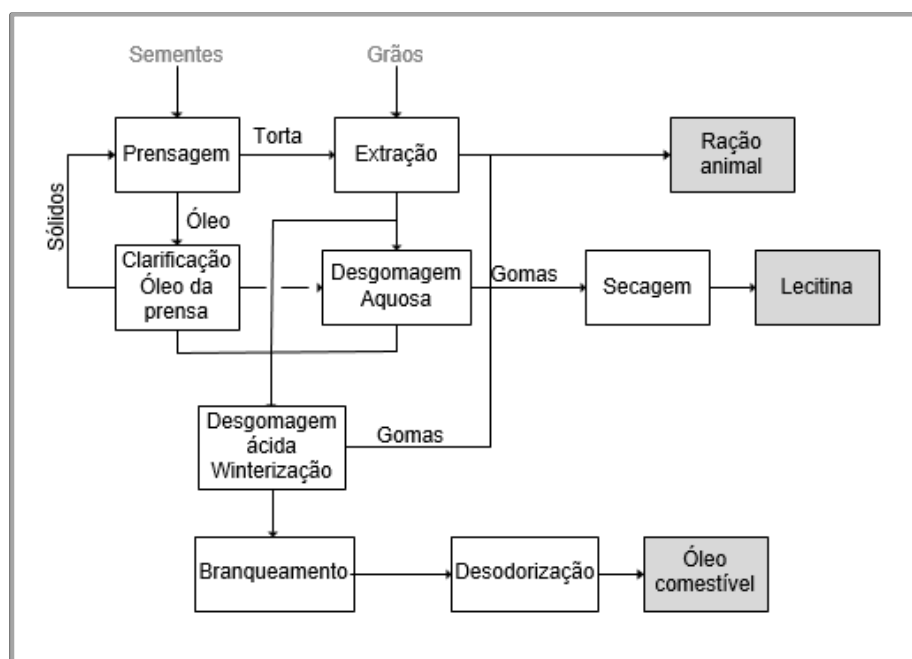 Sementes
Grãos
Prensagem
Torta
Extração
Ração
animal
Sólidos
Óleo
Clarificação
Óleo da
prensa
Desgomagem
Aquosa
Gomas
Secagem
Lecitina
Desgomagem
ácida
Winterização
Gomas
Branqueamento
Desodorização
Óleo
comestível